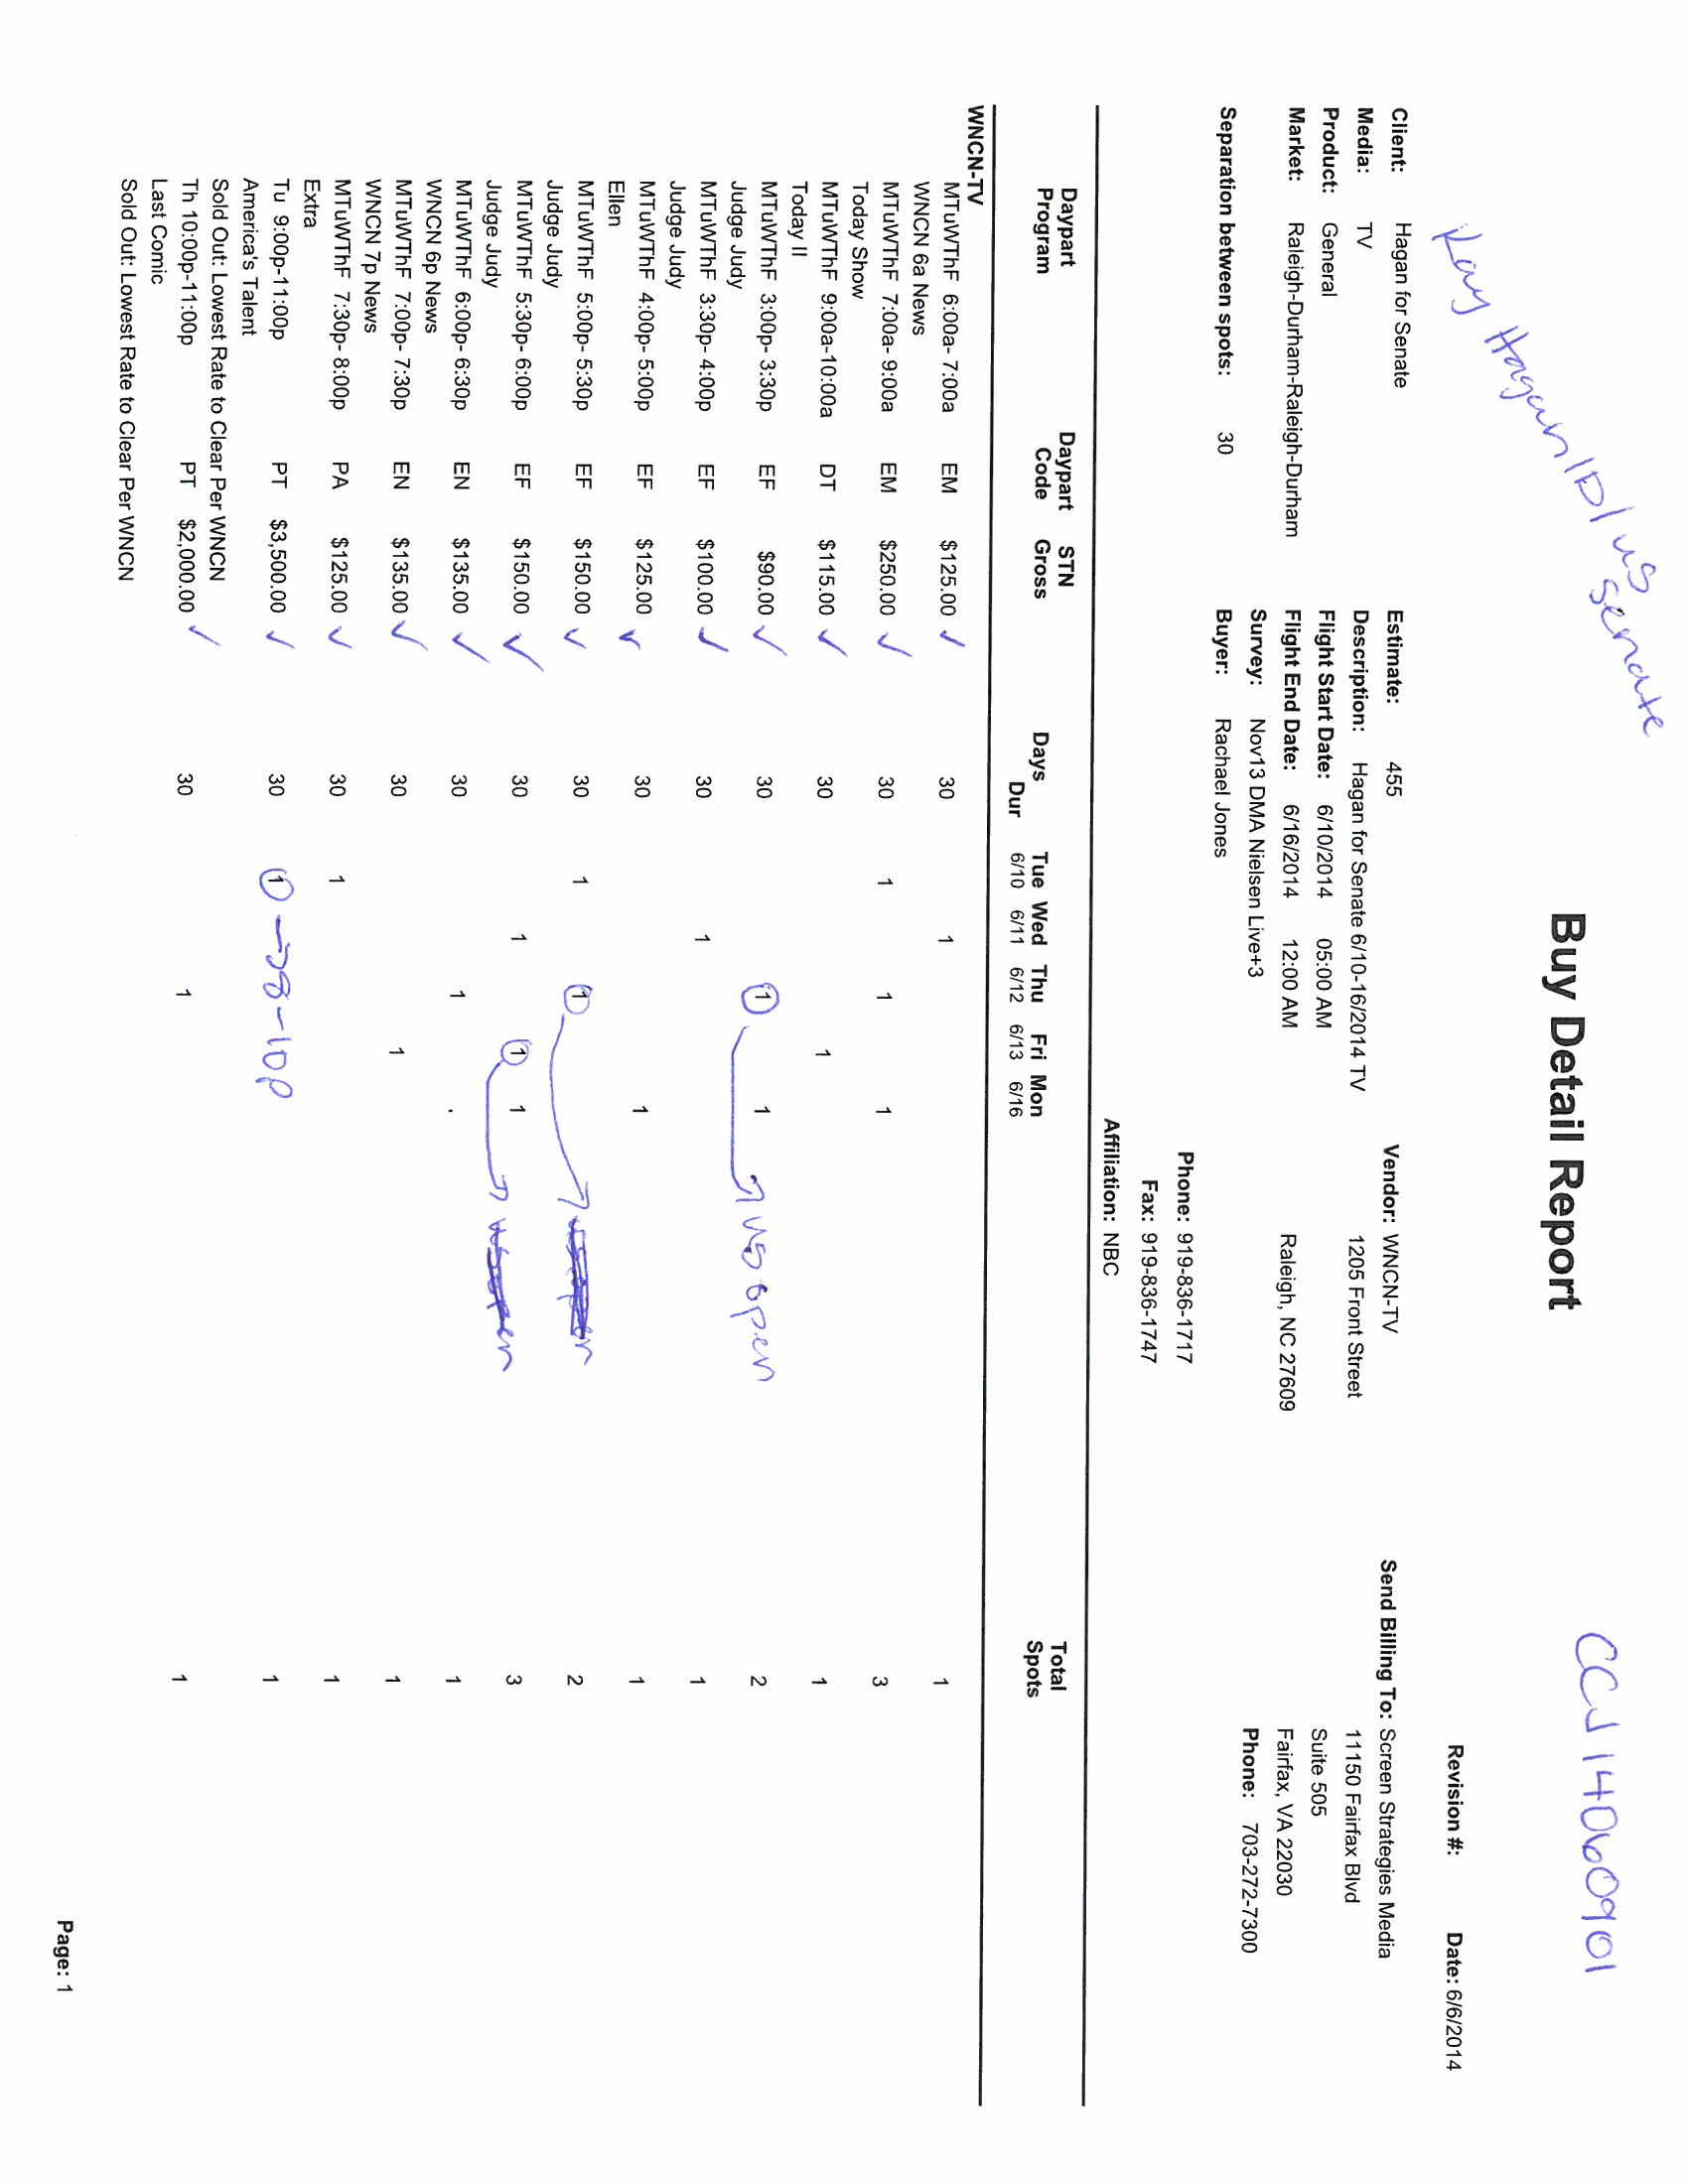 Kay Hagan / D / US Senate
CCJ14060901
Buy Detail Report
Revision #: Date: 6/6/2014
Client: Hagan for Senate
Media: TV
Product: General
Market: Raleigh-Durham-Raleigh-Durham
Separation between spots: 30
Estimate: 455
Description: Hagan for Senate 6/10-16/2014 TV
Flight Start Date: 6/10/2014 05:00 AM
Flight End Date: 6/16/2014 12:00 AM
Survey: Nov13 DMA Nielsen Live+3
Buyer: Rachael Jones
Vendor: WNCN-TV
1205 Front Street
Raleigh, NC 27609
Phone: 919-836-1717
Fax: 919-836-1747
Affiliation: NBC
Send Billing To: Screen Strategies Media
11150 Fairfax Blvd
Suite 505
Fairfax, VA 22030
Phone: 703-272-7300
Daypart Daypart STN Days Tue Wed Thu Fri Mon Total
Program Code Gross Dur 6/10 6/11 6/12 6/13 6/16 Spots
WNCN-TV
MTuWThF 6:00a- 7:00a EM $125.00 ✓ 30 1 1
WNCN 6a News
MTuWThF 7:00a- 9:00a EM $250.00 ✓ 30 1 1 1 3
Today Show
MTuWThF 9:00a-10:00a DT $115.00 ✓ 30 1 1
Today II
MTuWThF 3:00p- 3:30p EF $90.00 ✓ 30 1 1 → US Open 2
Judge Judy
MTuWThF 3:30p- 4:00p EF $100.00 ✓ 30 1 1
Judge Judy
MTuWThF 4:00p- 5:00p EF $125.00 ✓ 30 1 1
Ellen
MTuWThF 5:00p- 5:30p EF $150.00 ✓ 30 1 1 → 2
Judge Judy
MTuWThF 5:30p- 6:00p EF $150.00 ✓ 30 1 1 1 → 3
Judge Judy
MTuWThF 6:00p- 6:30p EN $135.00 ✓ 30 1 1
WNCN 6p News
MTuWThF 7:00p- 7:30p EN $135.00 ✓ 30 1 1
WNCN 7p News
MTuWThF 7:30p- 8:00p PA $125.00 ✓ 30 1 1
Extra
Tu 9:00p-11:00p PT $3,500.00 ✓ 30 1 → 8-10p 1
America's Talent
Sold Out: Lowest Rate to Clear Per WNCN
Th 10:00p-11:00p PT $2,000.00 ✓ 30 1 1
Last Comic
Sold Out: Lowest Rate to Clear Per WNCN
Page: 1